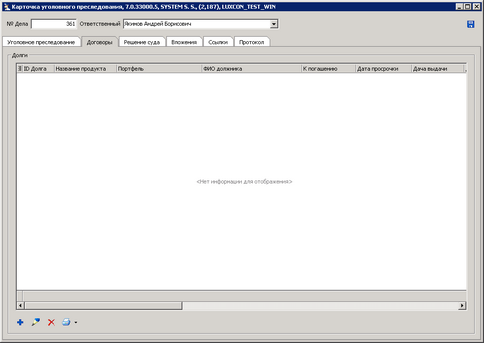 Карточка уголовного преследования, 7.0.33000.5, SYSTEM S. S., (2,187), LUXCON_TEST_WIN
№ Дела 361 Ответственный Якимов Андрей Борисович
Уголовное преследование Договоры Решение суда Вложения Ссылки Протокол
Долги
ID Долга Название продукта Портфель ФИО должника К погашению Дата просрочки Дача выдачи
<Нет информации для отображения>